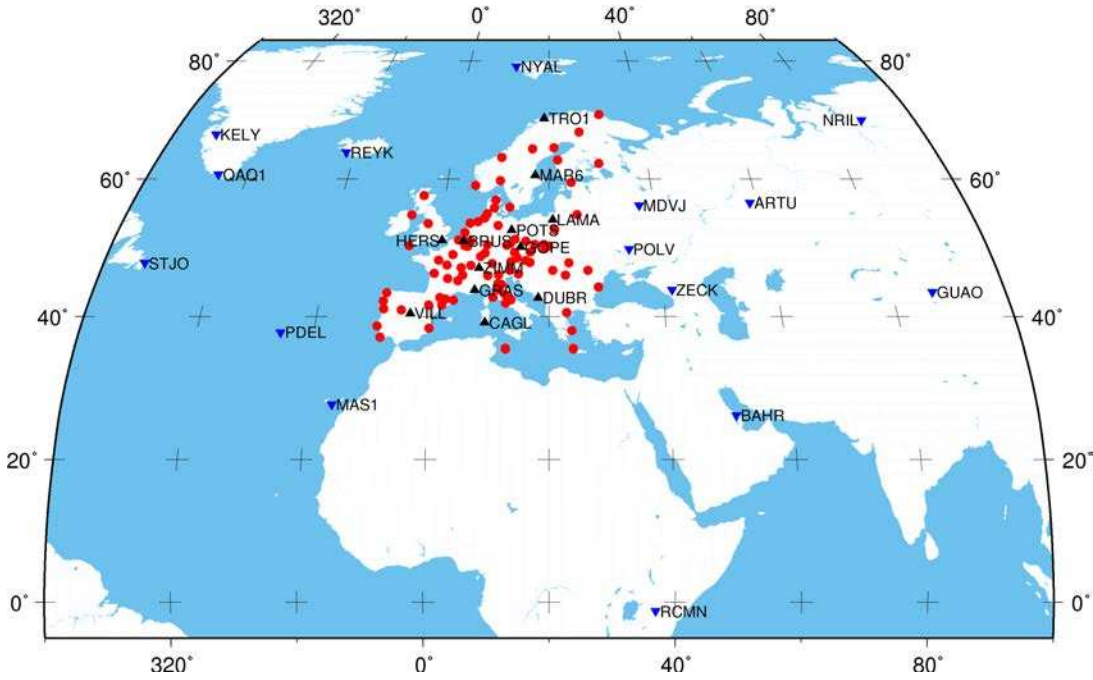 320˚ 0˚ 40˚ 80˚
80˚ NYAL 80˚
TRO1
KELY NRIL
REYK
60˚ QAQ1 MAR6 60˚
MDVJ ARTU
LAMA
POTS
HERS BRUS GOPE POLV
STJO ZIMM
GRAS DUBR ZECK GUAO
40˚ VILL CAGL 40˚
PDEL
MAS1 BAHR
20˚ 20˚
0˚ RCMN 0˚
320˚ 0˚ 40˚ 80˚